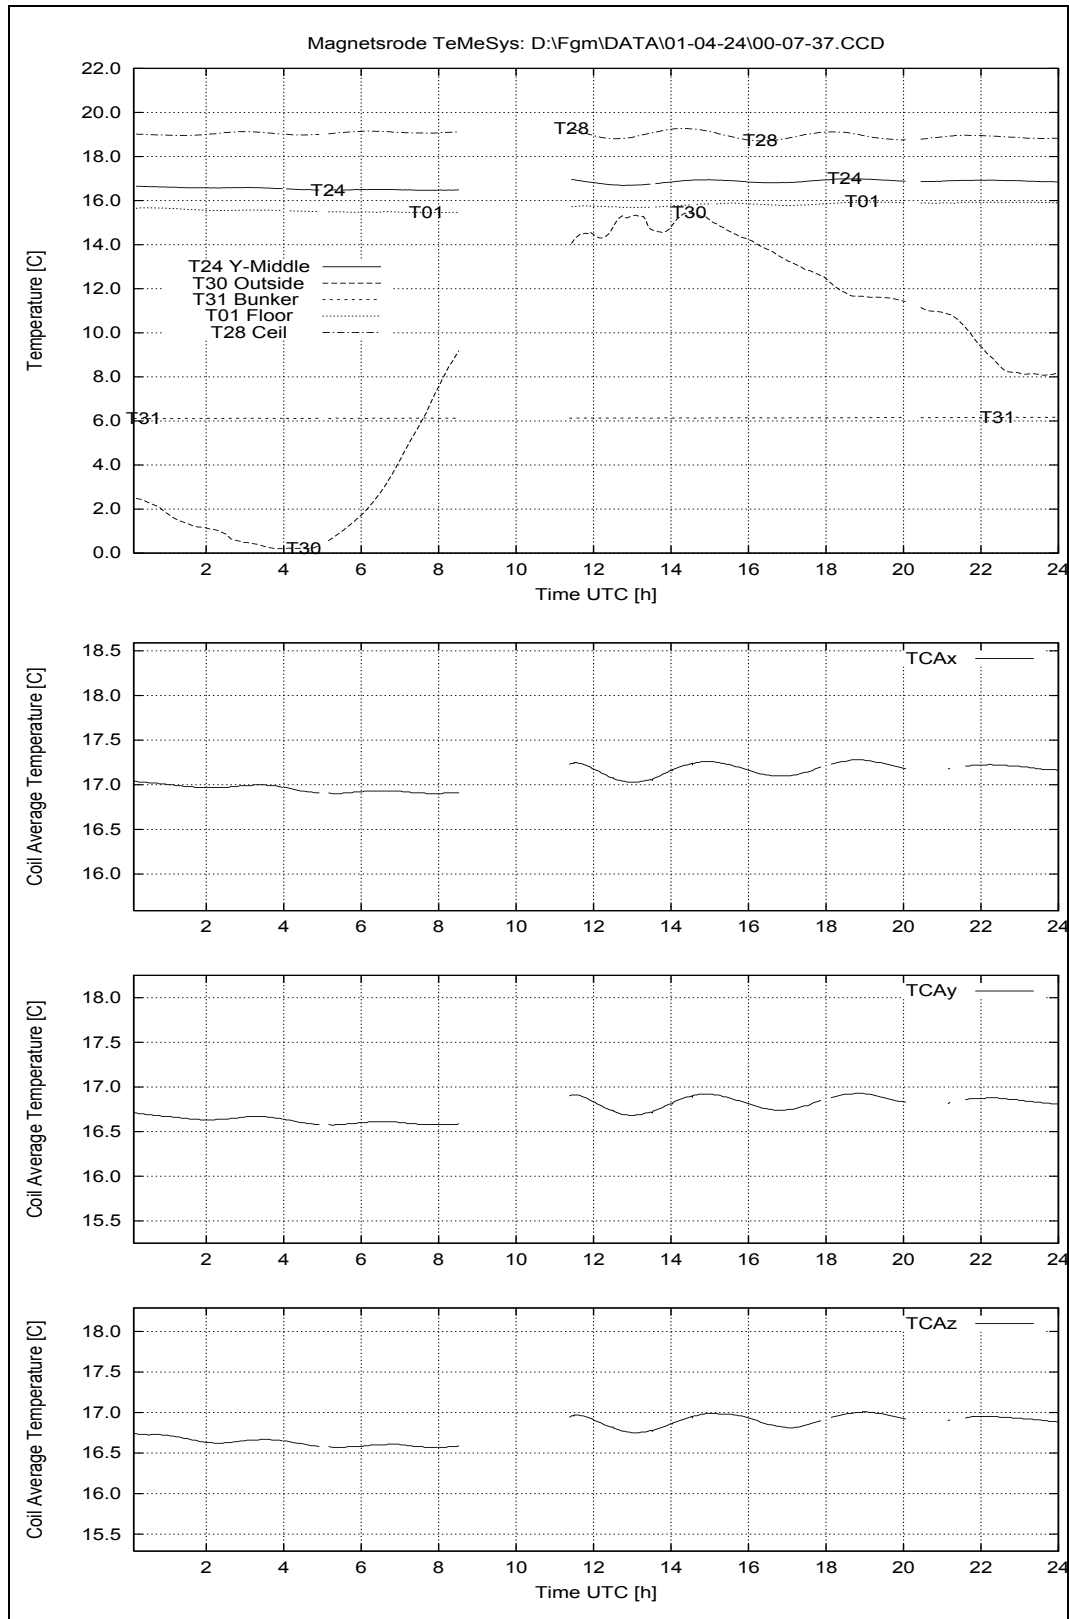 Magnetsrode TeMeSys: D:\Fgm\DATA\01-04-24\00-07-37.CCD
Temperature [C]
22.0
20.0
18.0
16.0
14.0
12.0
10.0
8.0
6.0
4.0
2.0
0.0
T28
T28
T24
T24
T01
T01
T30
T30
T31
T31
T24 Y-Middle
T30 Outside
T31 Bunker
T01 Floor
T28 Ceil
2 4 6 8 10 12 14 16 18 20 22 24
Time UTC [h]
Coil Average Temperature [C]
18.5
18.0
17.5
17.0
16.5
16.0
TCAx
2 4 6 8 10 12 14 16 18 20 22 24
Coil Average Temperature [C]
18.0
17.5
17.0
16.5
16.0
15.5
TCAy
2 4 6 8 10 12 14 16 18 20 22 24
Coil Average Temperature [C]
18.0
17.5
17.0
16.5
16.0
15.5
TCAz
2 4 6 8 10 12 14 16 18 20 22 24
Time UTC [h]